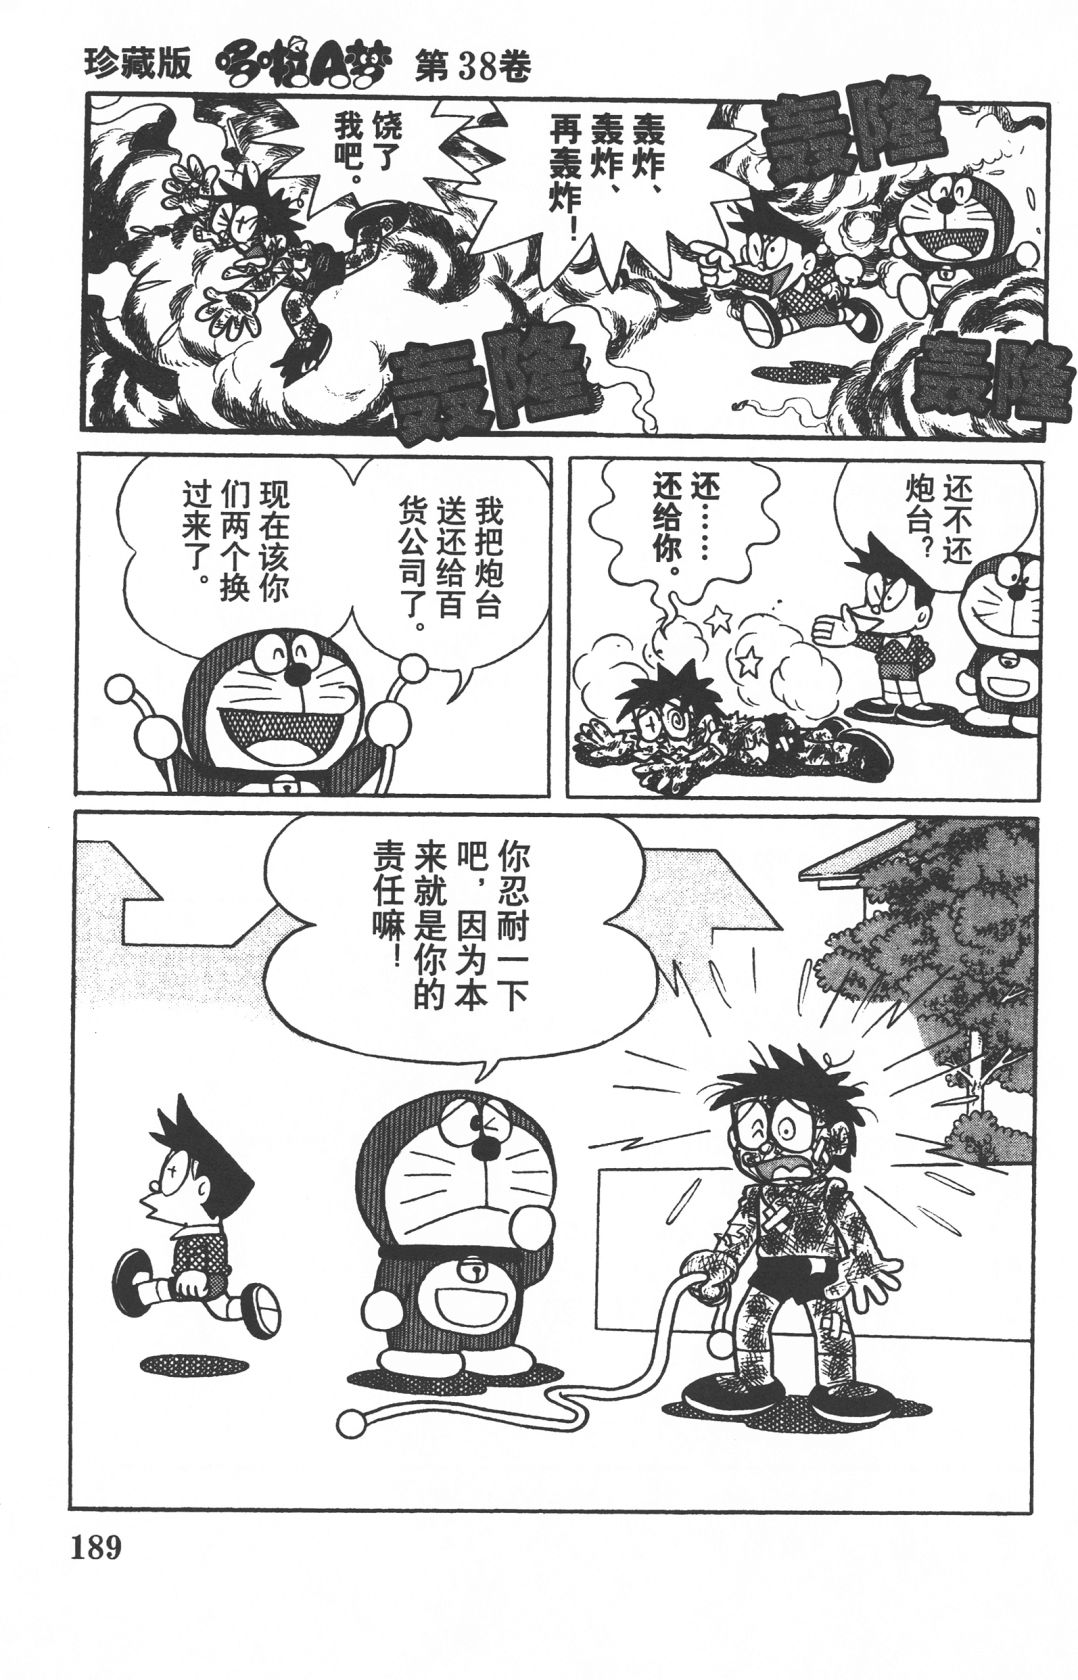 珍藏版 哆啦A梦 第38卷
轰隆
轰炸、
轰炸、
再轰炸！
饶了
我吧。
轰隆
轰隆
还不还
炮台？
还……
还给你。
我把炮台
送还给百
货公司了。
现在该你
们两个换
过来了。
你忍耐一下
吧，因为本
来就是你的
责任嘛！
189